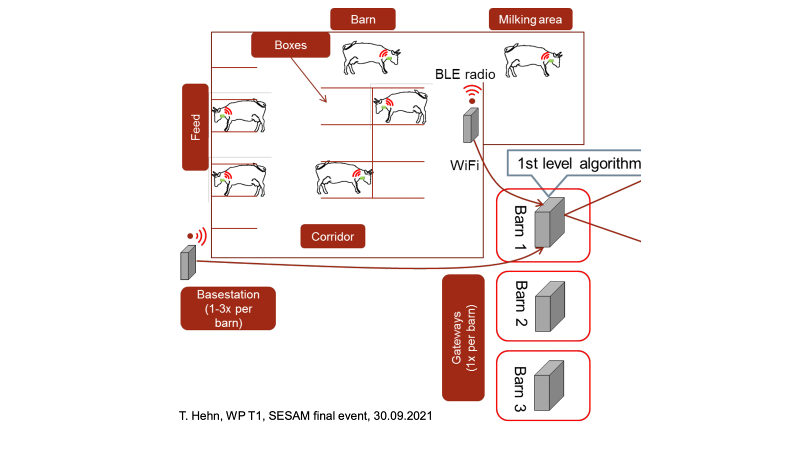 Barn
Milking area
Boxes
BLE radio
Feed
WiFi
1st level algorithm
Barn 1
Corridor
Basestation
(1-3x per
barn)
Gateways
(1x per barn)
Barn 2
Barn 3
T. Hehn, WP T1, SESAM final event, 30.09.2021